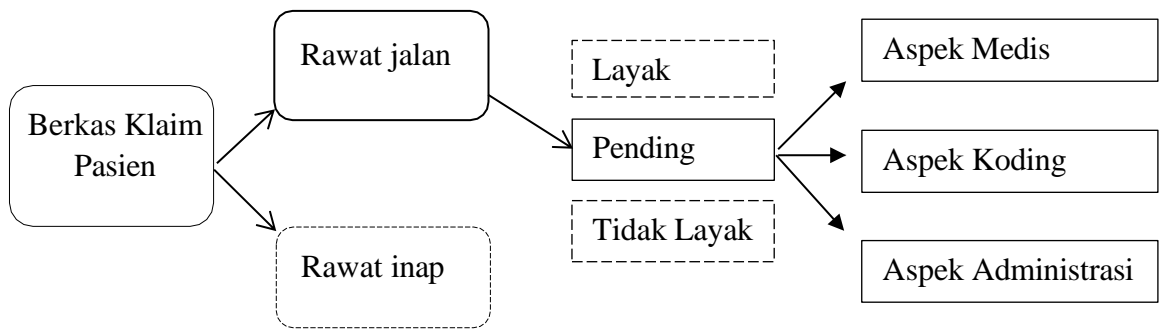 Berkas Klaim
Pasien
Rawat jalan
Rawat inap
Layak
Pending
Tidak Layak
Aspek Medis
Aspek Koding
Aspek Administrasi